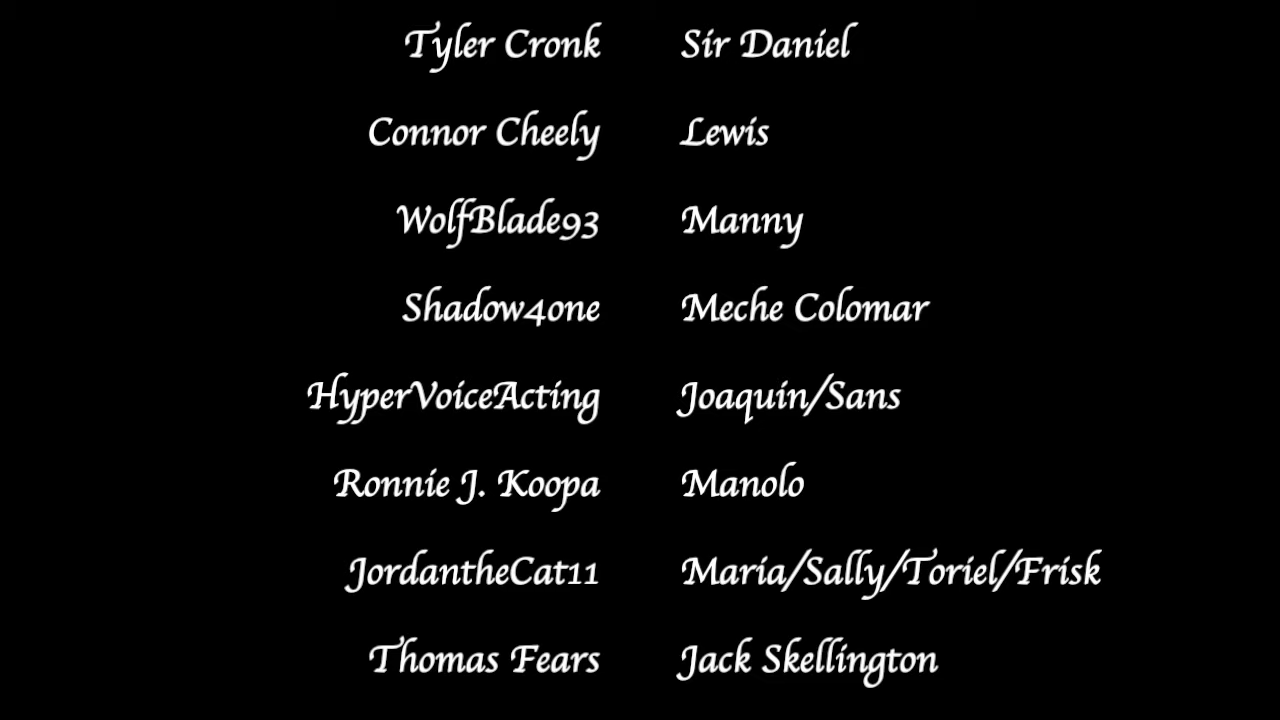 Tyler Cronk Sir Daniel
Connor Cheely Lewis
WolfBlade93 Manny
Shadow4one Meche Colomar
HyperVoiceActing Joaquin/Sans
Ronnie J. Koopa Manolo
JordantheCat11 Maria/Sally/Toriel/Frisk
Thomas Fears Jack Skellington